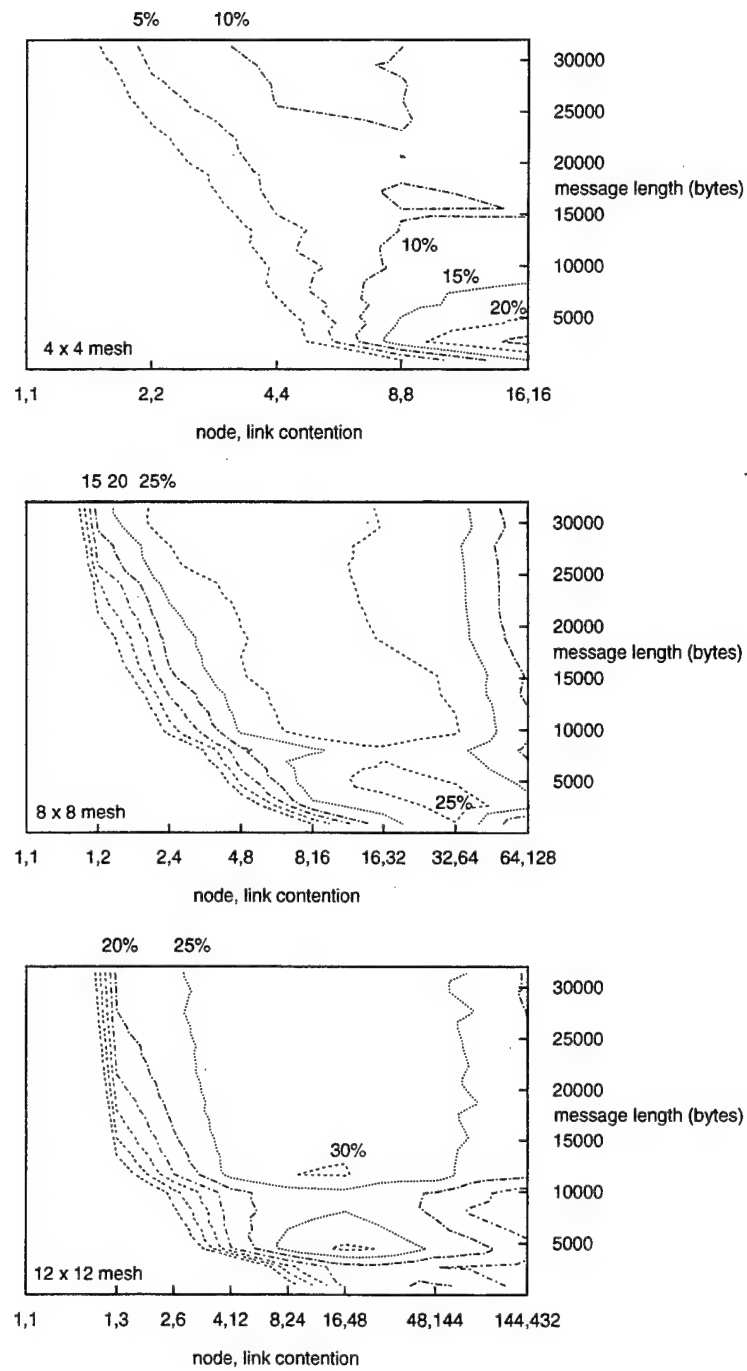 5% 10%
30000
25000
20000
message length (bytes)
15000
10%
10000
15%
20%
5000
4 x 4 mesh
1,1 2,2 4,4 8,8 16,16
node, link contention
15 20 25%
30000
25000
20000
message length (bytes)
15000
10000
5000
25%
8 x 8 mesh
1,1 1,2 2,4 4,8 8,16 16,32 32,64 64,128
node, link contention
20% 25%
30000
25000
20000
message length (bytes)
15000
30%
10000
5000
12 x 12 mesh
1,1 1,3 2,6 4,12 8,24 16,48 48,144 144,432
node, link contention